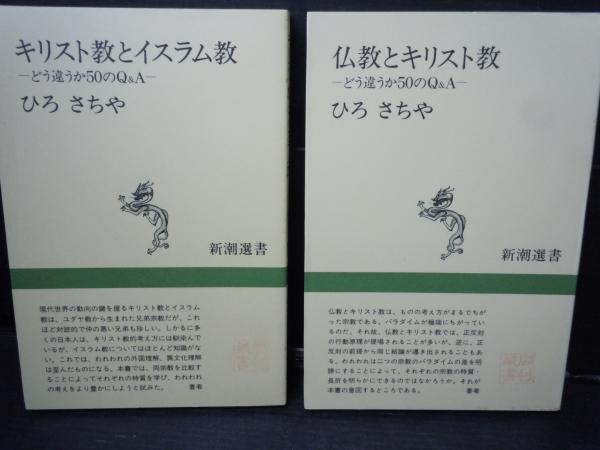 キリスト教とイスラム教
—どう違うか50のQ&A—
ひろ さちや
新潮選書
現代世界の動向の鍵を握るキリスト教とイスラム
教は、ユダヤ教から生まれた兄弟宗教だが、これ
ほど対談的で仲の悪い兄弟も珍しい。しかるに多
くの日本人は、キリスト教的考え方には馴染んで
いるが、イスラム教についてはほとんど知識がな
い。これでは、われわれの外国理解、異文化理解
は歪んだものになる。本書では、両宗教を比較す
ることによってそれぞれの特質を学び、われわれ
の考えをより豊かにしようと試みた。 著者
仏教とキリスト教
—どう違うか50のQ&A—
ひろ さちや
新潮選書
仏教とキリスト教は、ものの考え方がまるでちが
った宗教である。パラダイムが極端にちがってい
るのだ。それ故、仏教とキリスト教では、正反対
の行動原理が提唱されることが多いが、逆に、正
反対の前提から同じ結論が導き出されることもあ
る。われわれは二つの宗教のパラダイムの差を明
確にすることによって、それぞれの宗教の特質・
長所を明らかにできるのではなかろうか。それが
本書の意図するところである。 著者